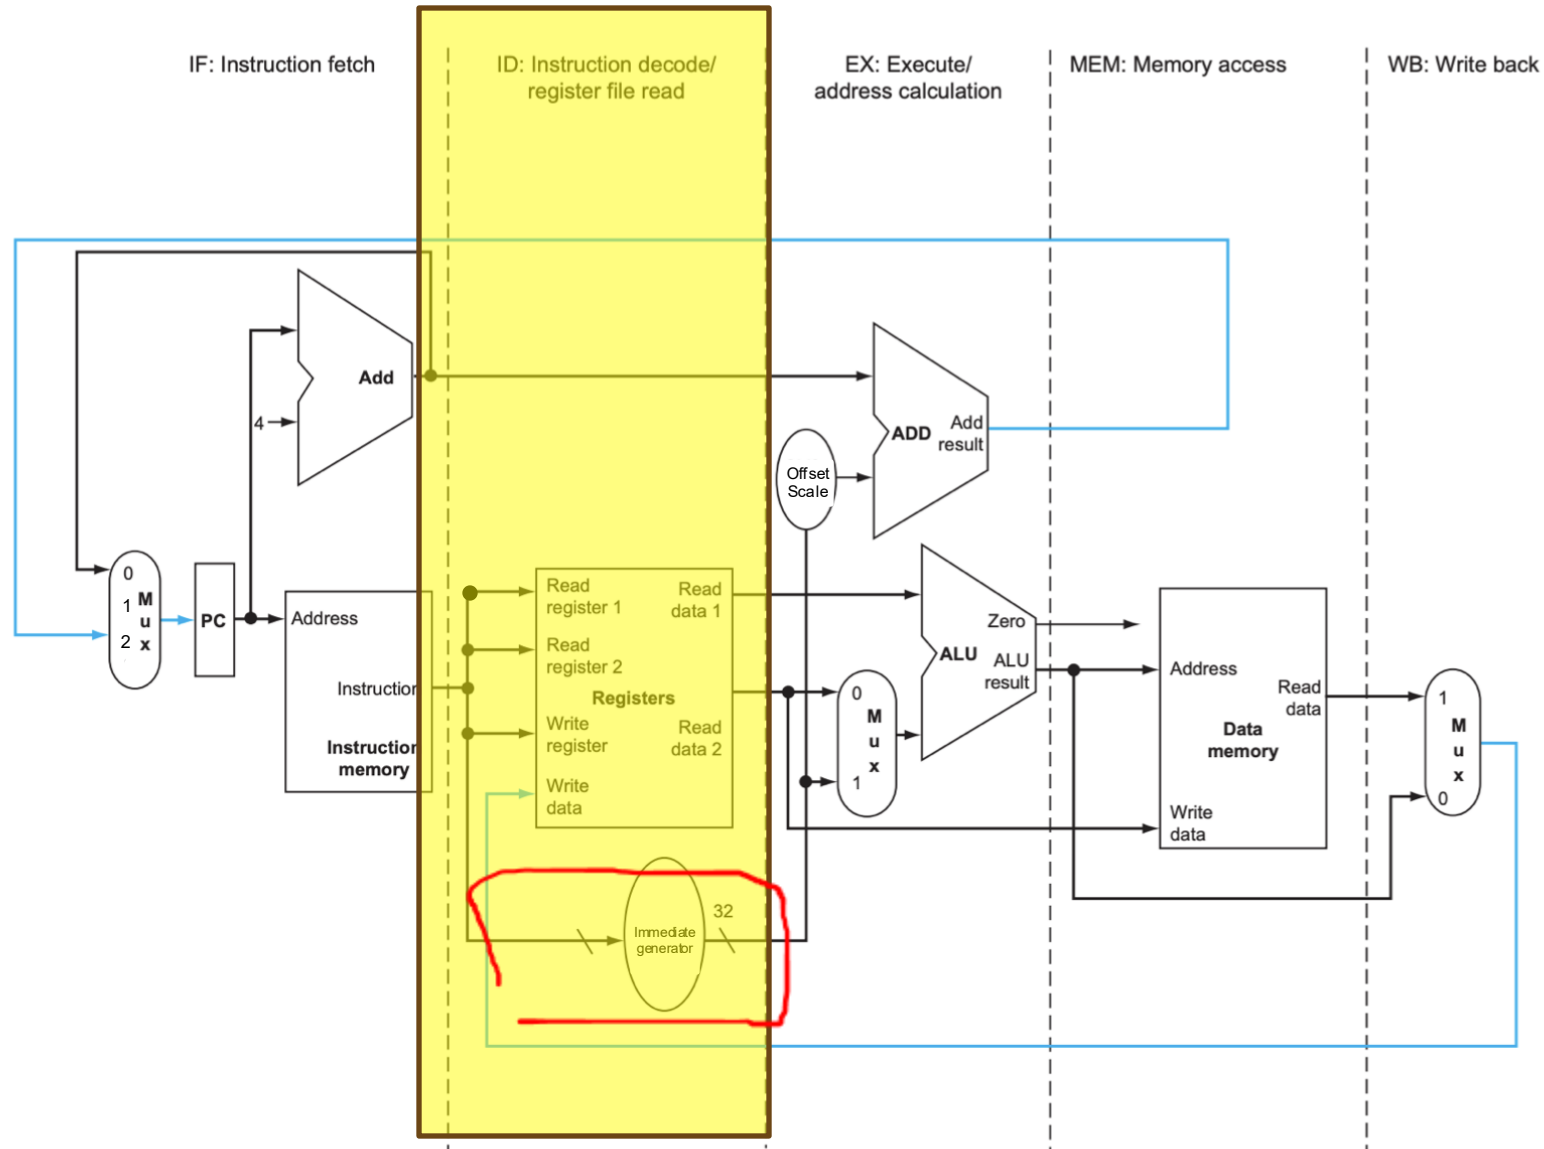 IF: Instruction fetch
ID: Instruction decode/
register file read
EX: Execute/
address calculation
MEM: Memory access
WB: Write back
Add
4
ADD
Add
result
Offset
Scale
0
1
2
M
u
x
PC
Address
Instruction
Instruction
memory
Read
register 1
Read
register 2
Registers
Write
register
Write
data
Read
data 1
Read
data 2
Immediate
generator
32
0
M
u
x
1
Zero
ALU
ALU
result
Address
Read
data
Data
memory
Write
data
1
M
u
x
0